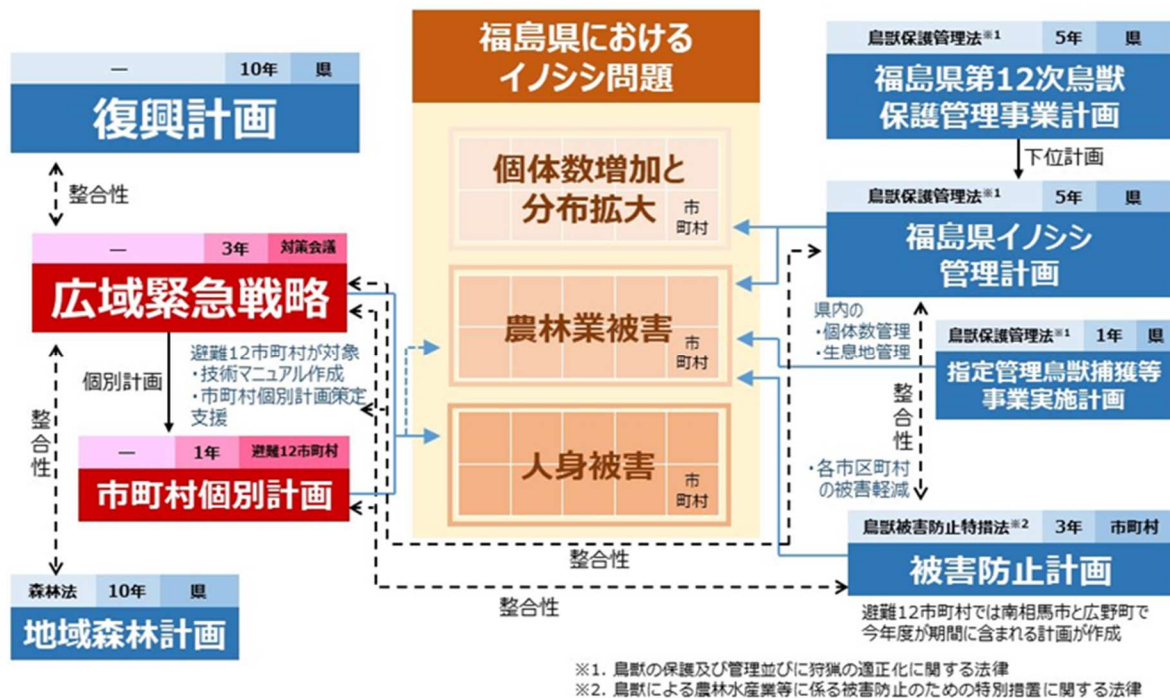 福島県における
イノシシ問題
― 10年 県
復興計画
整合性
― 3年 対策会議
広域緊急戦略
個別計画
避難12市町村が対象
・技術マニュアル作成
・市町村個別計画策定
支援
整合性
― 1年 避難12市町村
市町村個別計画
森林法 10年 県
地域森林計画
個体数増加と
分布拡大
市
町村
農林業被害
市
町村
人身被害
市
町村
整合性
整合性
鳥獣保護管理法※1 5年 県
福島県第12次鳥獣
保護管理事業計画
下位計画
鳥獣保護管理法※1 5年 県
福島県イノシシ
管理計画
県内の
・個体数管理
・生息地管理
鳥獣保護管理法※1 1年 県
指定管理鳥獣捕獲等
事業実施計画
整合性
・各市区町村
の被害軽減
鳥獣被害防止特措法※2 3年 市町村
被害防止計画
避難12市町村では南相馬市と広野町で
今年度が期間に含まれる計画が作成
※1. 鳥獣の保護及び管理並びに狩猟の適正化に関する法律
※2. 鳥獣による農林水産業等に係る被害防止のための特別措置に関する法律